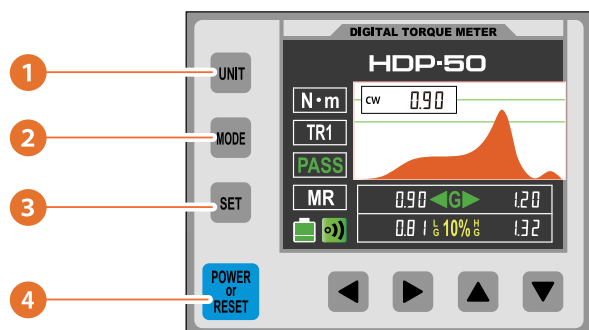 DIGITAL TORQUE METER
HDP-50
1 UNIT
N·m
CW 0.90
2 MODE
TR1
PASS
3 SET
MR
0.90 G 1.20
0.81 L G 10% H G 1.32
4 POWER
or
RESET